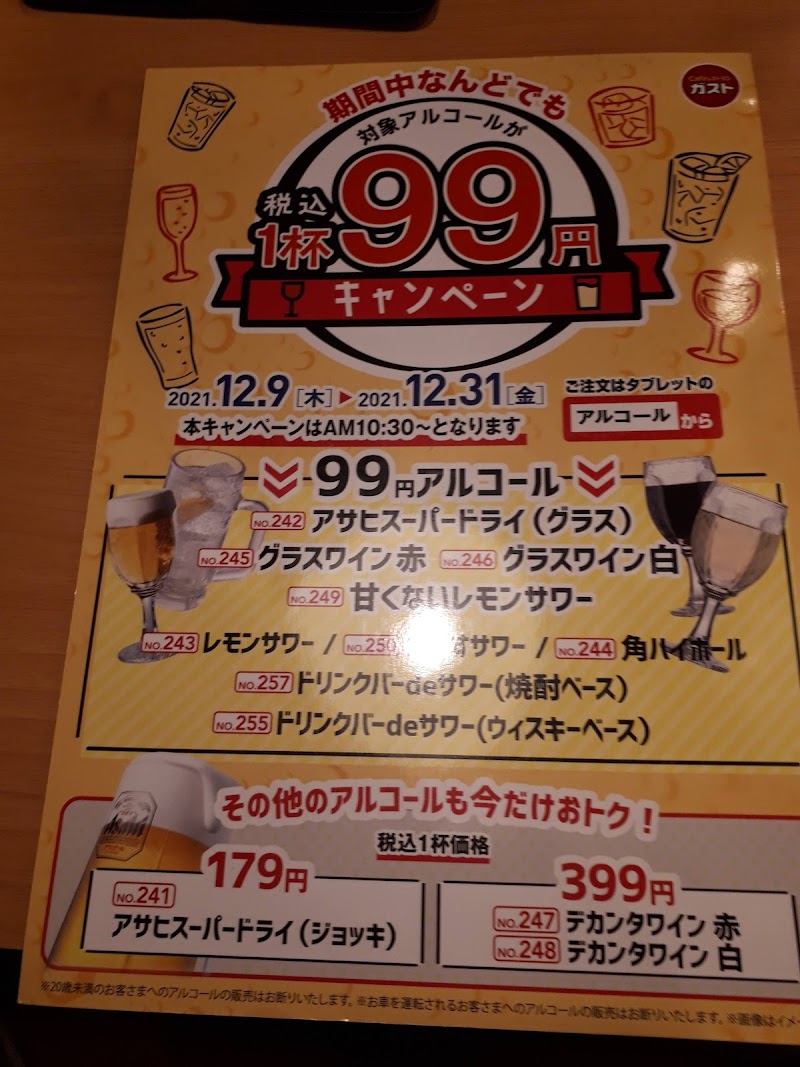 Cafeレストラン
ガスト
期間中なんどでも
対象アルコールが
税込
1杯99円
キャンペーン
2021.12.9[木]▶2021.12.31[金]
本キャンペーンはAM10:30~となります
ご注文はタブレットの
アルコールから
99円アルコール
NO.242 アサヒスーパードライ(グラス)
NO.245 グラスワイン 赤 NO.246 グラスワイン 白
NO.249 甘くないレモンサワー
NO.243 レモンサワー / NO.250 サワー / NO.244 角ハイボール
NO.257 ドリンクバーdeサワー(焼酎ベース)
NO.255 ドリンクバーdeサワー(ウィスキーベース)
その他のアルコールも今だけおトク!
税込1杯価格
Asahi
179円
NO.241
アサヒスーパードライ(ジョッキ)
399円
NO.247 デカンタワイン 赤
NO.248 デカンタワイン 白
※20歳未満のお客さまへのアルコールの販売はお断りいたします。※お車を運転されるお客さまへのアルコールの販売はお断りいたします。※画像はイメー